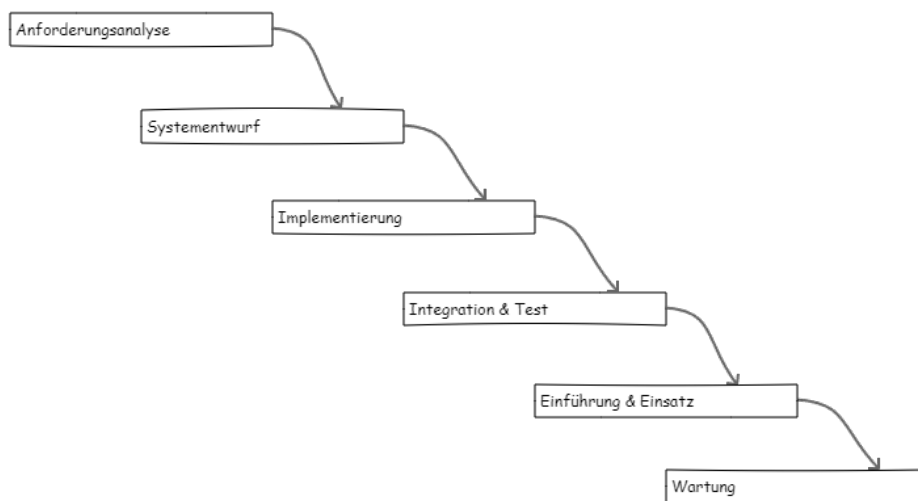 Anforderungsanalyse
Systementwurf
Implementierung
Integration & Test
Einführung & Einsatz
Wartung